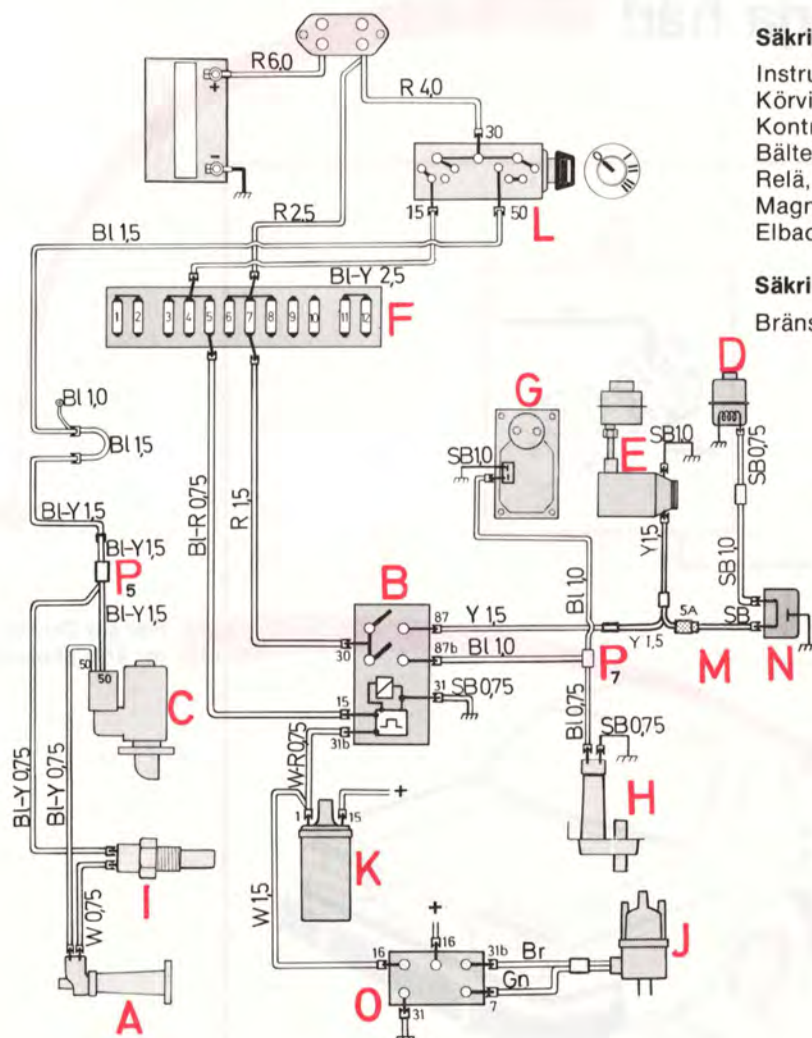 Säkri
Instru
Körvi
Kontr
Bälte
Relä,
Magn
Elbac
Säkri
Bräns
R 6,0
R 4,0
+
-
30
15
50
L
R 2,5
Bl 1,5
Bl-Y 2,5
1 2 3 4 5 6 7 8 9 10 11 12
F
D
G
Bl 1,0
Bl 1,5
SB 1,0
E
SB 1,0
SB 0,75
Bl-Y 1,5
Bl-Y 1,5
P5
Bl-Y 1,5
Bl-R 0,75
R 1,5
B
Y 1,5
Bl 1,0
SB 1,0
87
Y 1,5
5A
SB
30
87b
Bl 1,0
P7
Y 1,5
M
N
50
50
C
31
SB 0,75
15
31b
Bl 0,75
SB 0,75
Bl-Y 0,75
Bl-Y 0,75
W-R 0,75
H
1
15
+
K
I
W 0,75
W 1,5
+
16
16
31b
Br
J
A
O
Gn
7
31